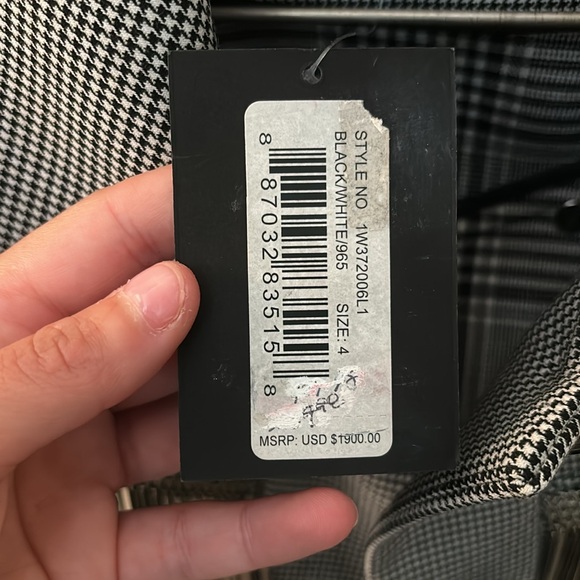 STYLE NO 1W372006L1
BLACK/WHITE/965 SIZE: 4
8 87032 83515 8
MSRP: USD $1900.00